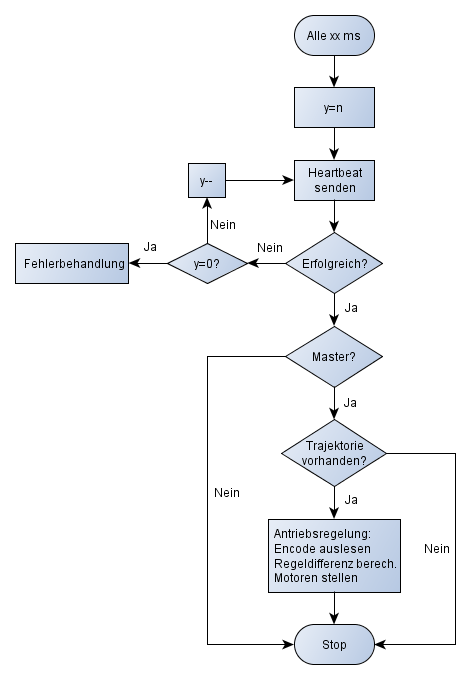 Alle xx ms
y=n
Heartbeat
senden
y--
Nein
Erfolgreich?
Nein
y=0?
Ja
Fehlerbehandlung
Ja
Master?
Ja
Nein
Trajektorie
vorhanden?
Ja
Nein
Antriebsregelung:
Encode auslesen
Regeldifferenz berech.
Motoren stellen
Stop